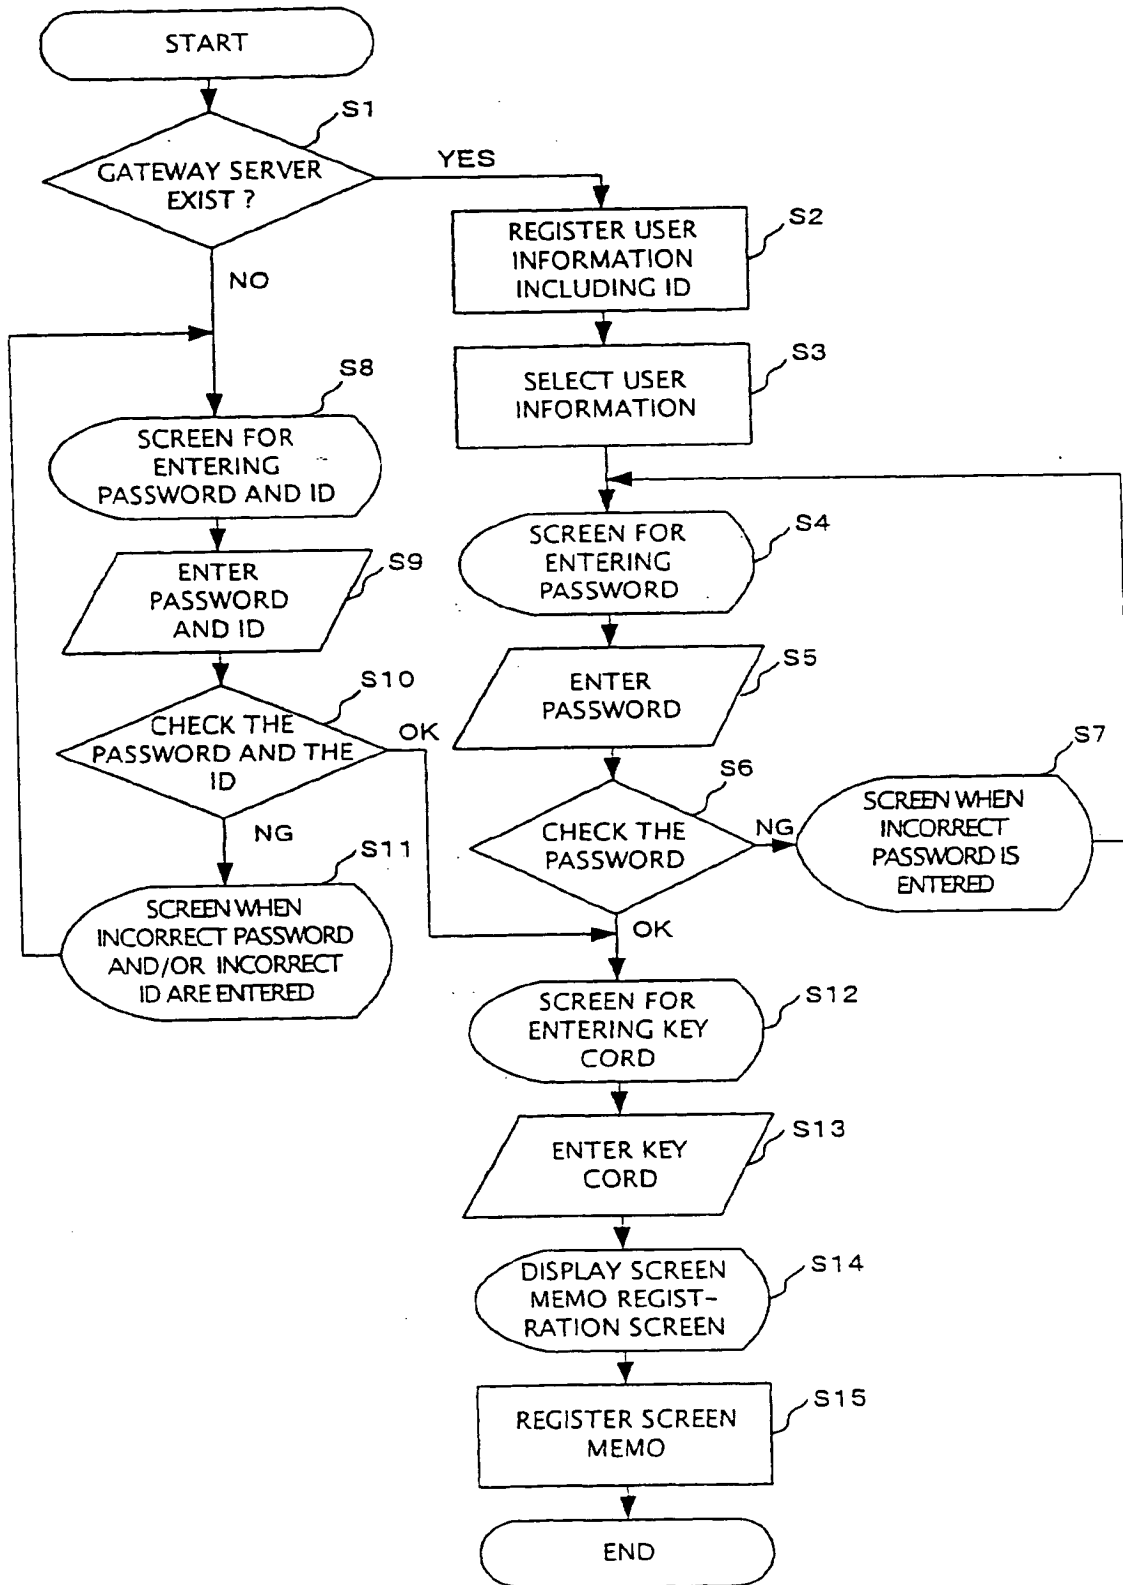 START
S1
GATEWAY SERVER
EXIST ?
YES
NO
S2
REGISTER USER
INFORMATION
INCLUDING ID
S3
SELECT USER
INFORMATION
S8
SCREEN FOR
ENTERING
PASSWORD AND ID
S4
SCREEN FOR
ENTERING
PASSWORD
S9
ENTER
PASSWORD
AND ID
S5
ENTER
PASSWORD
S10
CHECK THE
PASSWORD AND THE
ID
OK
NG
S6
CHECK THE
PASSWORD
NG
OK
S7
SCREEN WHEN
INCORRECT
PASSWORD IS
ENTERED
S11
SCREEN WHEN
INCORRECT PASSWORD
AND/OR INCORRECT
ID ARE ENTERED
S12
SCREEN FOR
ENTERING KEY
CORD
S13
ENTER KEY
CORD
S14
DISPLAY SCREEN
MEMO REGIST-
RATION SCREEN
S15
REGISTER SCREEN
MEMO
END